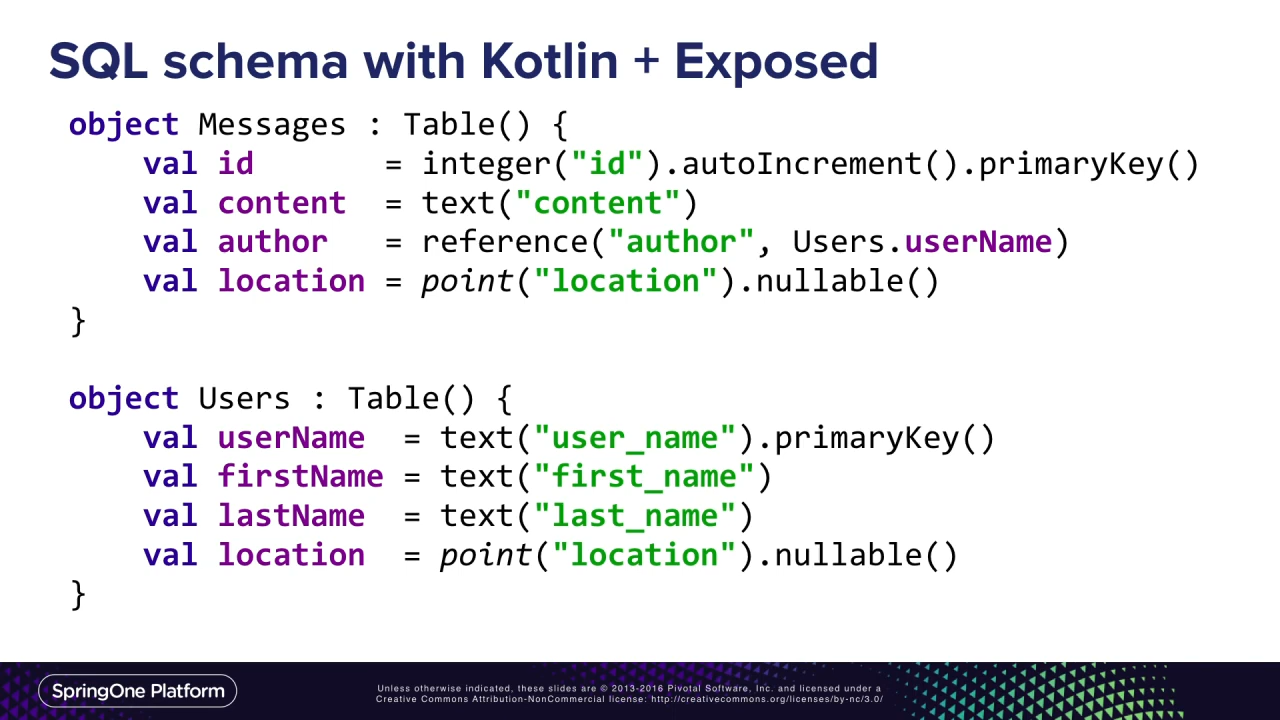 SQL schema with Kotlin + Exposed
object Messages : Table() {
    val id       = integer("id").autoIncrement().primaryKey()
    val content  = text("content")
    val author   = reference("author", Users.userName)
    val location = point("location").nullable()
}
object Users : Table() {
    val userName  = text("user_name").primaryKey()
    val firstName = text("first_name")
    val lastName  = text("last_name")
    val location  = point("location").nullable()
}
SpringOne Platform
Unless otherwise indicated, these slides are © 2013-2016 Pivotal Software, Inc. and licensed under a
Creative Commons Attribution-NonCommercial license: http://creativecommons.org/licenses/by-nc/3.0/